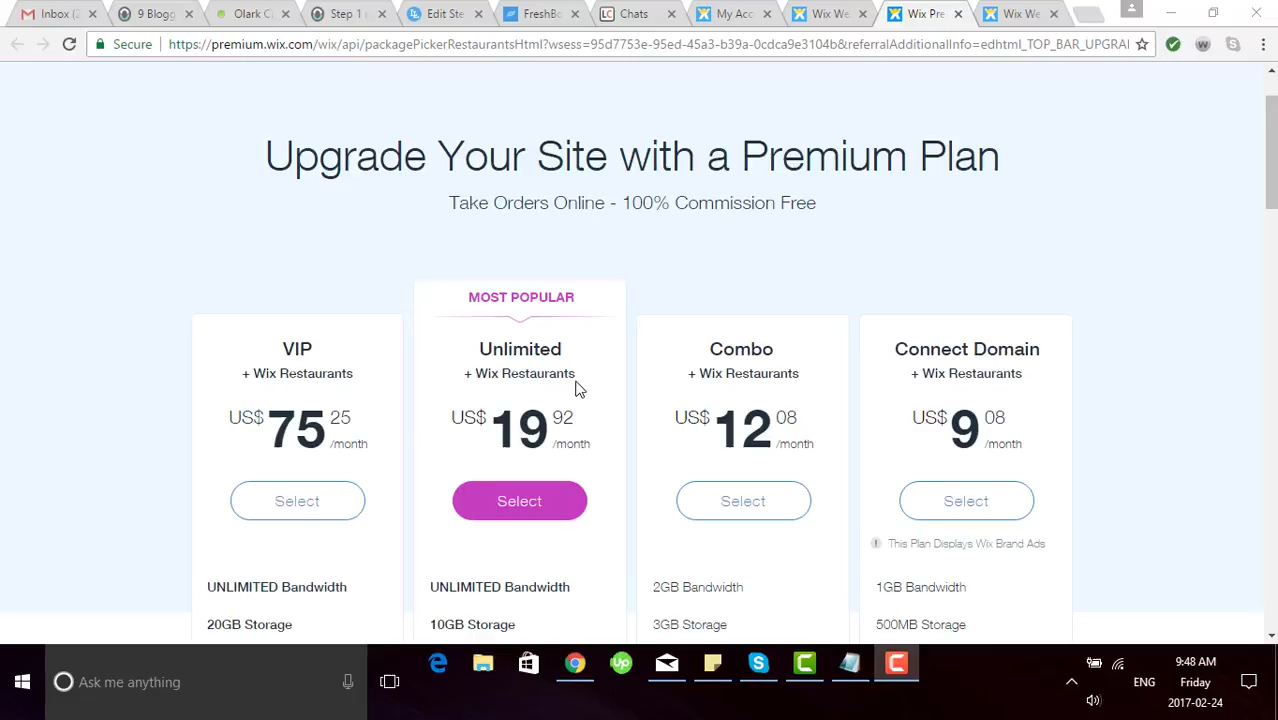 Inbox (2
9 Blogg
Olark C
Step 1
Edit Ste
FreshBo
Chats
My Acc
Wix We
Wix Pre
Wix We
Secure
https://premium.wix.com/wix/api/packagePickerRestaurantsHtml?wsess=95d7753e-95ed-45a3-b39a-0cdca9e3104b&referralAdditionalInfo=edhtml_TOP_BAR_UPGRA
Upgrade Your Site with a Premium Plan
Take Orders Online - 100% Commission Free
MOST POPULAR
VIP
+ Wix Restaurants
US$ 75 25 /month
Select
UNLIMITED Bandwidth
20GB Storage
Unlimited
+ Wix Restaurants
US$ 19 92 /month
Select
UNLIMITED Bandwidth
10GB Storage
Combo
+ Wix Restaurants
US$ 12 08 /month
Select
2GB Bandwidth
3GB Storage
Connect Domain
+ Wix Restaurants
US$ 9 08 /month
Select
This Plan Displays Wix Brand Ads
1GB Bandwidth
500MB Storage
Ask me anything
Up
ENG
9:48 AM
Friday
2017-02-24